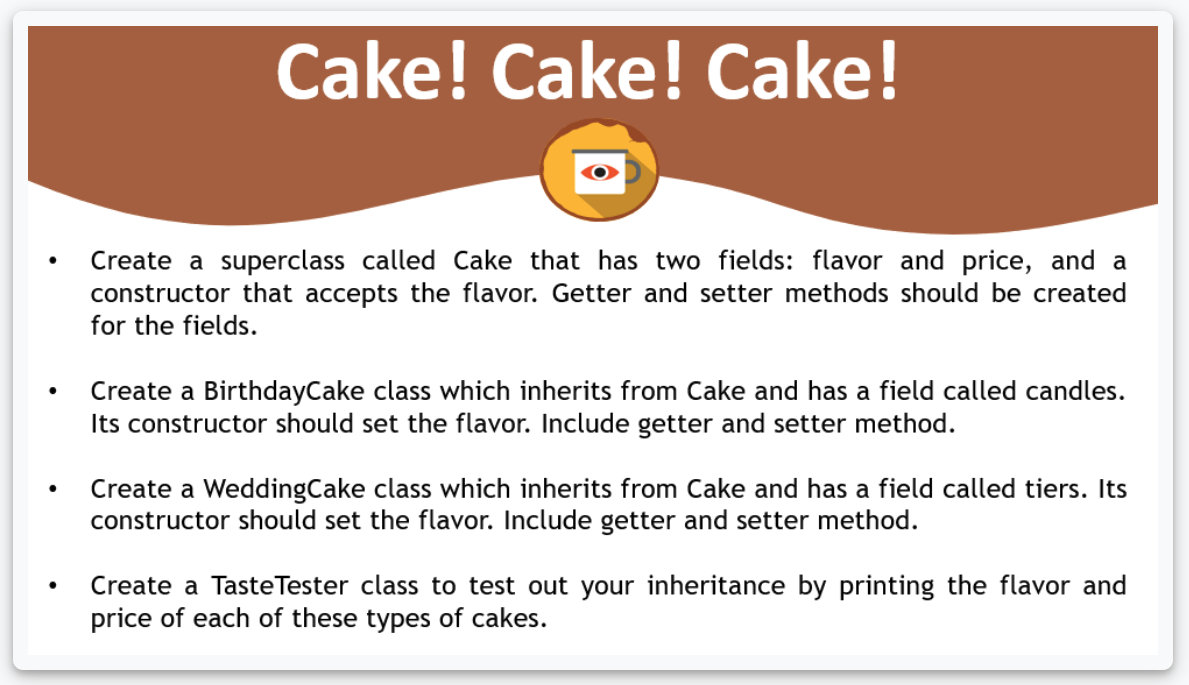 Cake! Cake! Cake!
• Create a superclass called Cake that has two fields: flavor and price, and a
constructor that accepts the flavor. Getter and setter methods should be created
for the fields.
• Create a BirthdayCake class which inherits from Cake and has a field called candles.
Its constructor should set the flavor. Include getter and setter method.
• Create a WeddingCake class which inherits from Cake and has a field called tiers. Its
constructor should set the flavor. Include getter and setter method.
• Create a TasteTester class to test out your inheritance by printing the flavor and
price of each of these types of cakes.